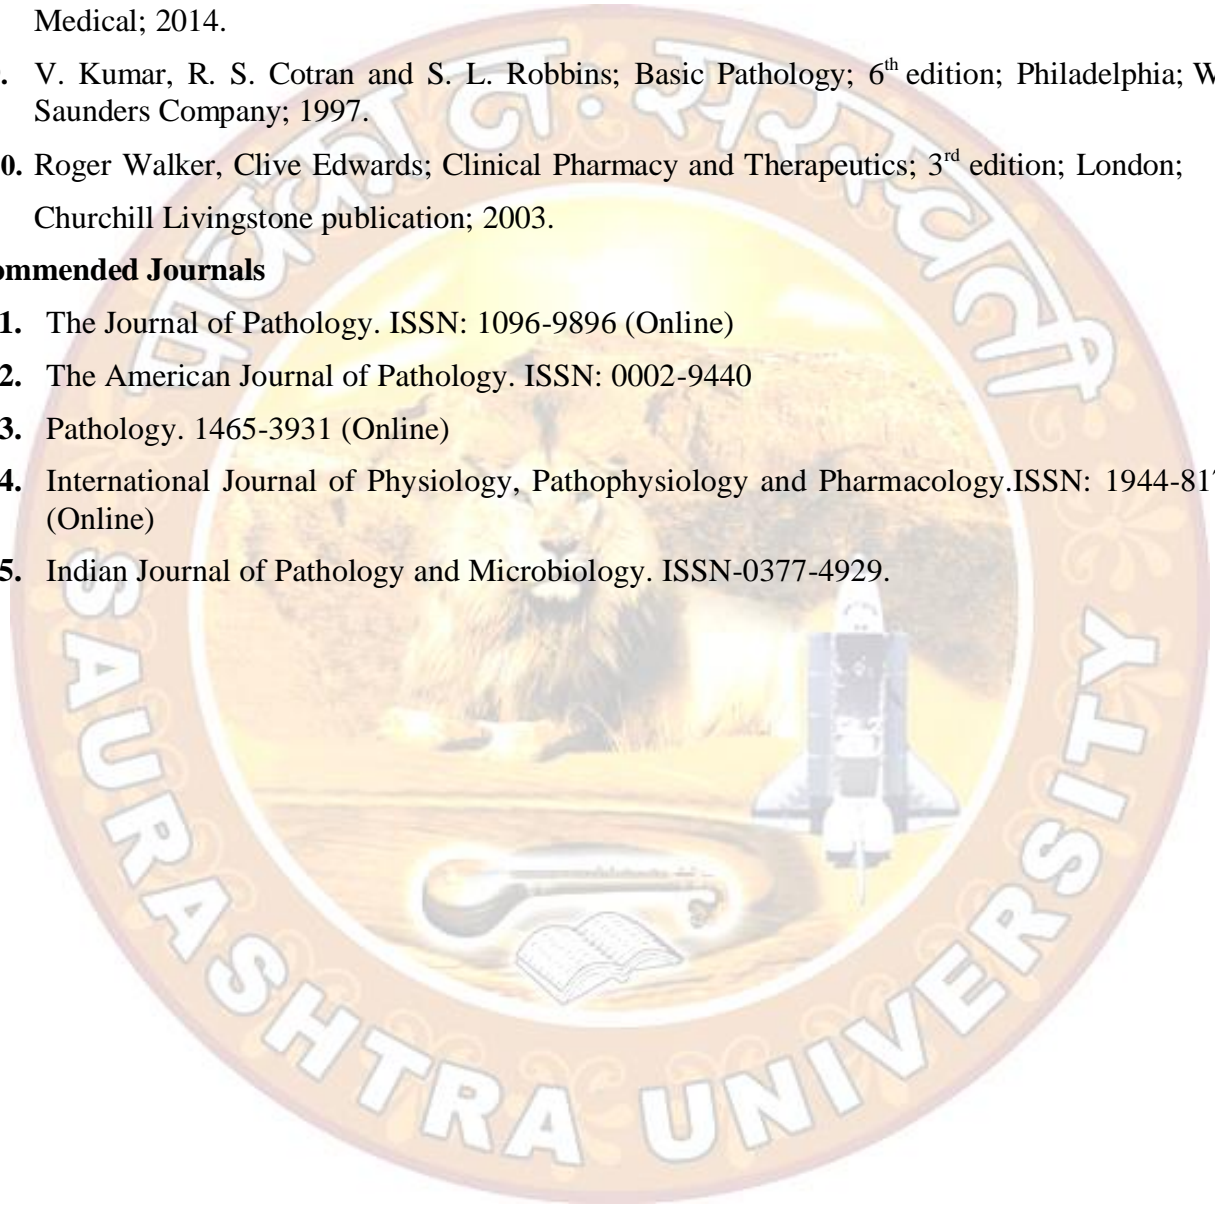 Medical; 2014.
. V. Kumar, R. S. Cotran and S. L. Robbins; Basic Pathology; 6th edition; Philadelphia; W
Saunders Company; 1997.
0. Roger Walker, Clive Edwards; Clinical Pharmacy and Therapeutics; 3rd edition; London;
Churchill Livingstone publication; 2003.
ommended Journals
1. The Journal of Pathology. ISSN: 1096-9896 (Online)
2. The American Journal of Pathology. ISSN: 0002-9440
3. Pathology. 1465-3931 (Online)
4. International Journal of Physiology, Pathophysiology and Pharmacology.ISSN: 1944-817
(Online)
5. Indian Journal of Pathology and Microbiology. ISSN-0377-4929.
SAURASHTRA UNIVERSITY